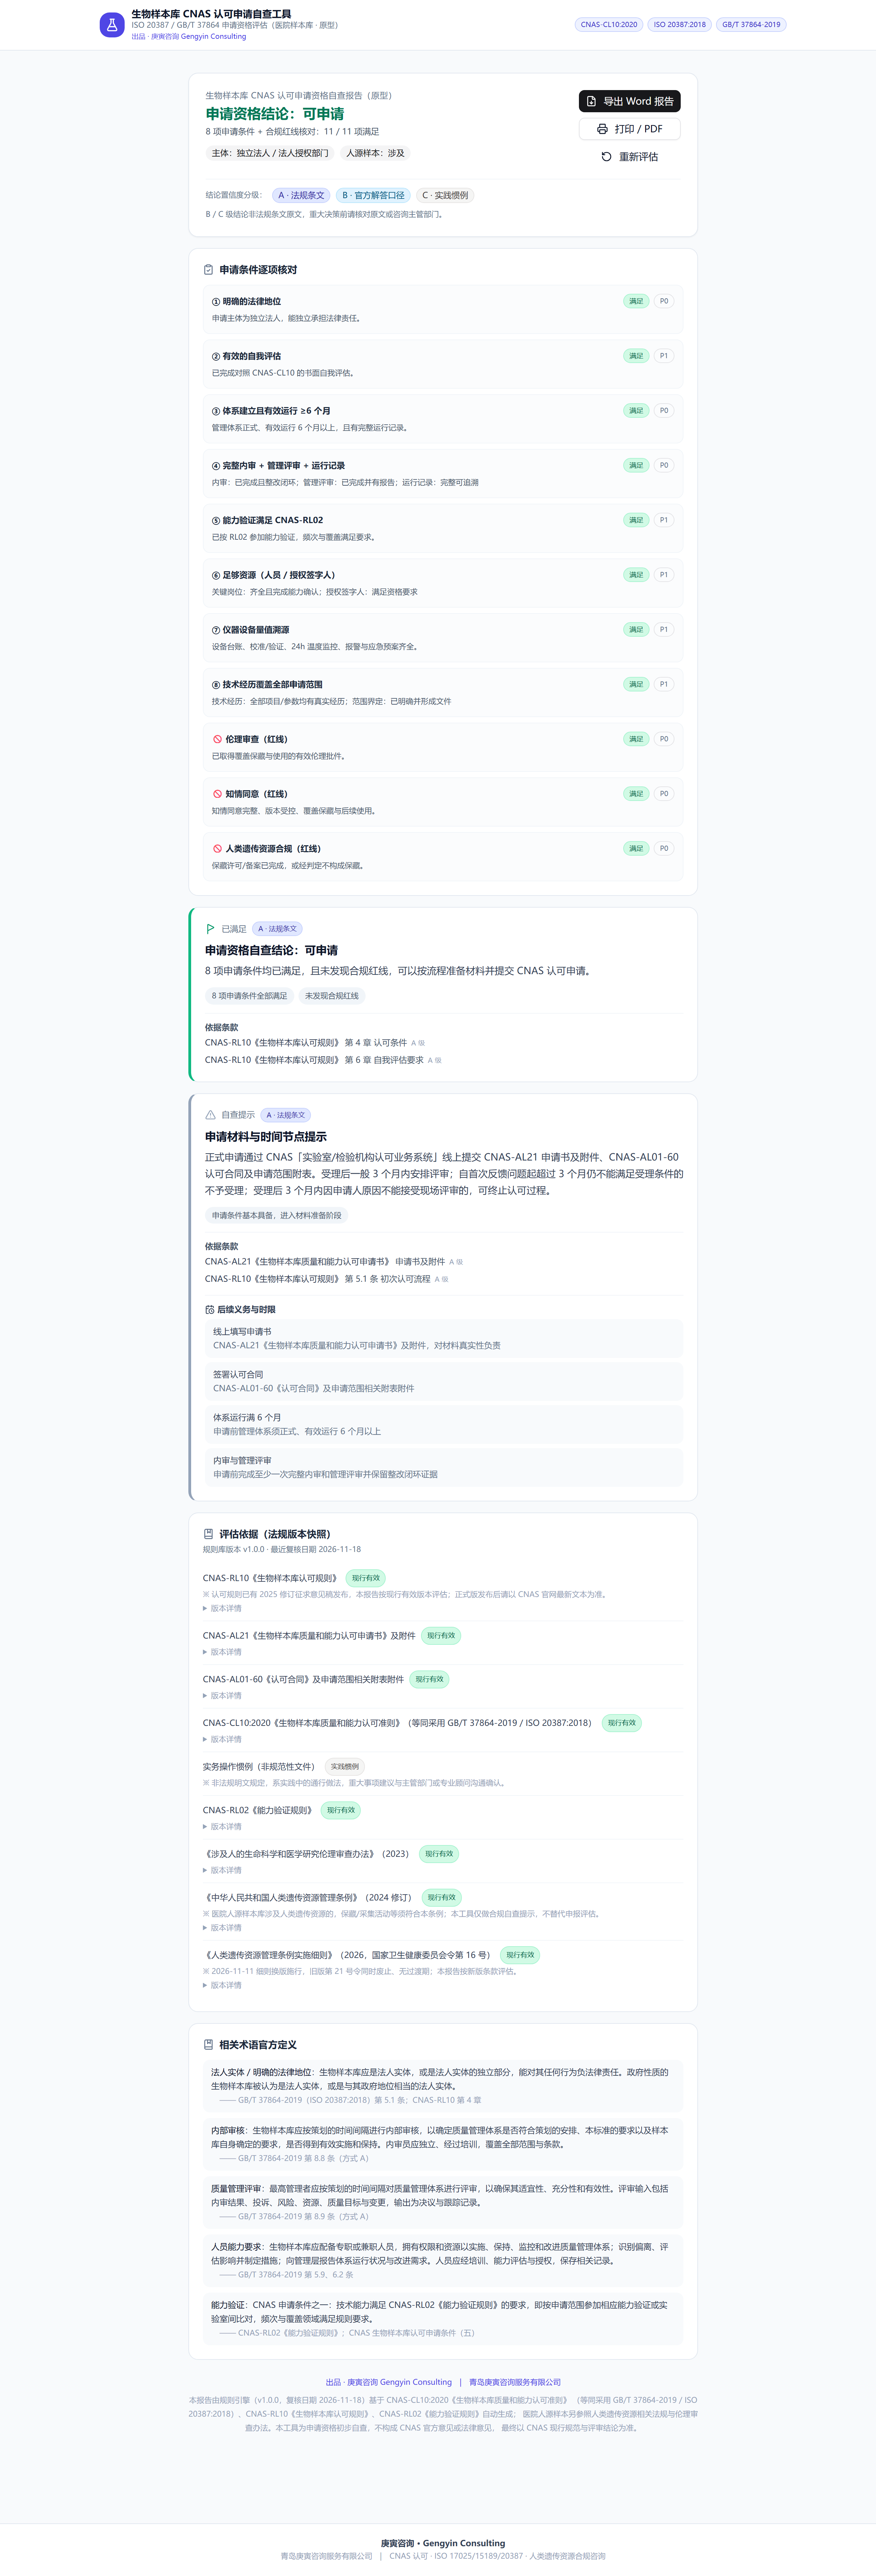 生物样本库 CNAS 认可申请自查工具
ISO 20387 / GB/T 37864 申请资格评估（医院样本库 · 原型）
出品 · 庚寅咨询 Gengyin Consulting
CNAS-CL10:2020
ISO 20387:2018
GB/T 37864-2019
生物样本库 CNAS 认可申请资格自查报告（原型）
申请资格结论：可申请
8 项申请条件 + 合规红线核对：11 / 11 项满足
主体：独立法人 / 法人授权部门
人源样本：涉及
导出 Word 报告
打印 / PDF
重新评估
结论置信度分级：
A · 法规条文
B · 官方解答口径
C · 实践惯例
B / C 级结论非法规条文原文，重大决策前请核对原文或咨询主管部门。
申请条件逐项核对
① 明确的法律地位
满足
P0
申请主体为独立法人，能独立承担法律责任。
② 有效的自我评估
满足
P1
已完成对照 CNAS-CL10 的书面自我评估。
③ 体系建立且有效运行 ≥6 个月
满足
P0
管理体系正式、有效运行 6 个月以上，且有完整运行记录。
④ 完整内审 + 管理评审 + 运行记录
满足
P0
内审：已完成且整改闭环；管理评审：已完成并有报告；运行记录：完整可追溯
⑤ 能力验证满足 CNAS-RL02
满足
P1
已按 RL02 参加能力验证，频次与覆盖满足要求。
⑥ 足够资源（人员 / 授权签字人）
满足
P1
关键岗位：齐全且完成能力确认；授权签字人：满足资格要求
⑦ 仪器设备量值溯源
满足
P1
设备台账、校准/验证、24h 温度监控、报警与应急预案齐全。
⑧ 技术经历覆盖全部申请范围
满足
P1
技术经历：全部项目/参数均有真实经历；范围界定：已明确并形成文件
🚫 伦理审查（红线）
满足
P0
已取得覆盖保藏与使用的有效伦理批件。
🚫 知情同意（红线）
满足
P0
知情同意完整、版本受控、覆盖保藏与后续使用。
🚫 人类遗传资源合规（红线）
满足
P0
保藏许可/备案已完成，或经判定不构成保藏。
已满足
A · 法规条文
申请资格自查结论：可申请
8 项申请条件均已满足，且未发现合规红线，可以按流程准备材料并提交 CNAS 认可申请。
8 项申请条件全部满足
未发现合规红线
依据条款
CNAS-RL10《生物样本库认可规则》 第 4 章 认可条件 A 级
CNAS-RL10《生物样本库认可规则》 第 6 章 自我评估要求 A 级
自查提示
A · 法规条文
申请材料与时间节点提示
正式申请通过 CNAS「实验室/检验机构认可业务系统」线上提交 CNAS-AL21 申请书及附件、CNAS-AL01-60
认可合同及申请范围附表。受理后一般 3 个月内安排评审；自首次反馈问题起超过 3 个月仍不能满足受理条件的
不予受理；受理后 3 个月内因申请人原因不能接受现场评审的，可终止认可过程。
申请条件基本具备，进入材料准备阶段
依据条款
CNAS-AL21《生物样本库质量和能力认可申请书》 申请书及附件 A 级
CNAS-RL10《生物样本库认可规则》 第 5.1 条 初次认可流程 A 级
后续义务与时限
线上填写申请书
CNAS-AL21《生物样本库质量和能力认可申请书》及附件，对材料真实性负责
签署认可合同
CNAS-AL01-60《认可合同》及申请范围相关附表附件
体系运行满 6 个月
申请前管理体系须正式、有效运行 6 个月以上
内审与管理评审
申请前完成至少一次完整内审和管理评审并保留整改闭环证据
评估依据（法规版本快照）
规则库版本 v1.0.0 · 最近复核日期 2026-11-18
CNAS-RL10《生物样本库认可规则》
现行有效
※ 认可规则已有 2025 修订征求意见稿发布，本报告按现行有效版本评估；正式版发布后请以 CNAS 官网最新文本为准。
▶ 版本详情
CNAS-AL21《生物样本库质量和能力认可申请书》及附件
现行有效
▶ 版本详情
CNAS-AL01-60《认可合同》及申请范围相关附表附件
现行有效
▶ 版本详情
CNAS-CL10:2020《生物样本库质量和能力认可准则》（等同采用 GB/T 37864-2019 / ISO 20387:2018）
现行有效
▶ 版本详情
实务操作惯例（非规范性文件）
实践惯例
※ 非法规明文规定，系实践中的通行做法，重大事项建议与主管部门或专业顾问沟通确认。
CNAS-RL02《能力验证规则》
现行有效
▶ 版本详情
《涉及人的生命科学和医学研究伦理审查办法》（2023）
现行有效
▶ 版本详情
《中华人民共和国人类遗传资源管理条例》（2024 修订）
现行有效
※ 医院人源样本库涉及人类遗传资源的，保藏/采集活动等须符合本条例；本工具仅做合规自查提示，不替代申报评估。
▶ 版本详情
《人类遗传资源管理条例实施细则》（2026，国家卫生健康委员会令第 16 号）
现行有效
※ 2026-11-11 细则换版施行，旧版第 21 号令同时废止、无过渡期；本报告按新版条款评估。
▶ 版本详情
相关术语官方定义
法人实体 / 明确的法律地位：生物样本库应是法人实体，或是法人实体的独立部分，能对其任何行为负法律责任。政府性质的
生物样本库被认为是法人实体，或是与其政府地位相当的法人实体。
—— GB/T 37864-2019（ISO 20387:2018）第 5.1 条；CNAS-RL10 第 4 章
内部审核：生物样本库应按策划的时间间隔进行内部审核，以确定质量管理体系是否符合策划的安排、本标准的要求以及样本
库自身确定的要求，是否得到有效实施和保持。内审员应独立、经过培训，覆盖全部范围与条款。
—— GB/T 37864-2019 第 8.8 条（方式 A）
质量管理评审：最高管理者应按策划的时间间隔对质量管理体系进行评审，以确保其适宜性、充分性和有效性。评审输入包括
内审结果、投诉、风险、资源、质量目标与变更，输出为决议与跟踪记录。
—— GB/T 37864-2019 第 8.9 条（方式 A）
人员能力要求：生物样本库应配备专职或兼职人员，拥有权限和资源以实施、保持、监控和改进质量管理体系；识别偏离、评
估影响并制定措施；向管理层报告体系运行状况与改进需求。人员应经培训、能力评估与授权，保存相关记录。
—— GB/T 37864-2019 第 5.9、6.2 条
能力验证：CNAS 申请条件之一：技术能力满足 CNAS-RL02《能力验证规则》的要求，即按申请范围参加相应能力验证或实
验室间比对，频次与覆盖领域满足规则要求。
—— CNAS-RL02《能力验证规则》；CNAS 生物样本库认可申请条件（五）
出品 · 庚寅咨询 Gengyin Consulting ｜ 青岛庚寅咨询服务有限公司
本报告由规则引擎（v1.0.0，复核日期 2026-11-18）基于 CNAS-CL10:2020《生物样本库质量和能力认可准则》（等同采用 GB/T 37864-2019 / ISO
20387:2018）、CNAS-RL10《生物样本库认可规则》、CNAS-RL02《能力验证规则》自动生成； 医院人源样本另参照人类遗传资源相关法规与伦理审
查办法。本工具为申请资格初步自查，不构成 CNAS 官方意见或法律意见， 最终以 CNAS 现行规范与评审结论为准。
庚寅咨询 · Gengyin Consulting
青岛庚寅咨询服务有限公司 ｜ CNAS 认可 · ISO 17025/15189/20387 · 人类遗传资源合规咨询